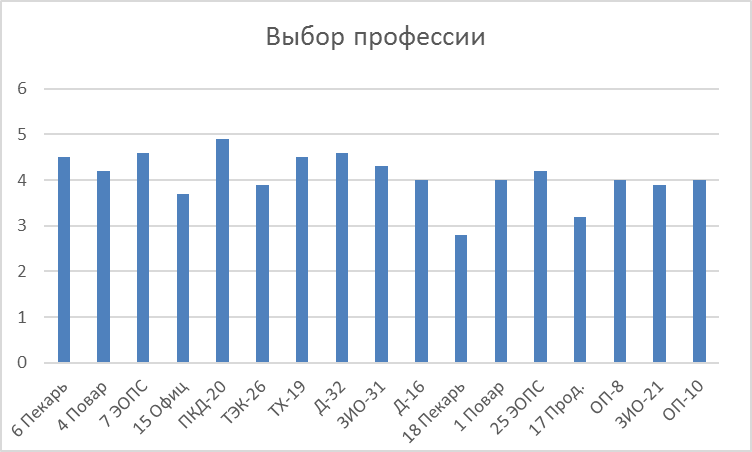 Выбор профессии
6
5
4
3
2
1
0
6 Пекарь
4 Повар
7 ЭОПС
15 Офиц
ПКД-20
ТЭК-26
ТХ-19
Д-32
ЗИО-31
Д-16
18 Пекарь
1 Повар
25 ЭОПС
17 Прод.
ОП-8
ЗИО-21
ОП-10